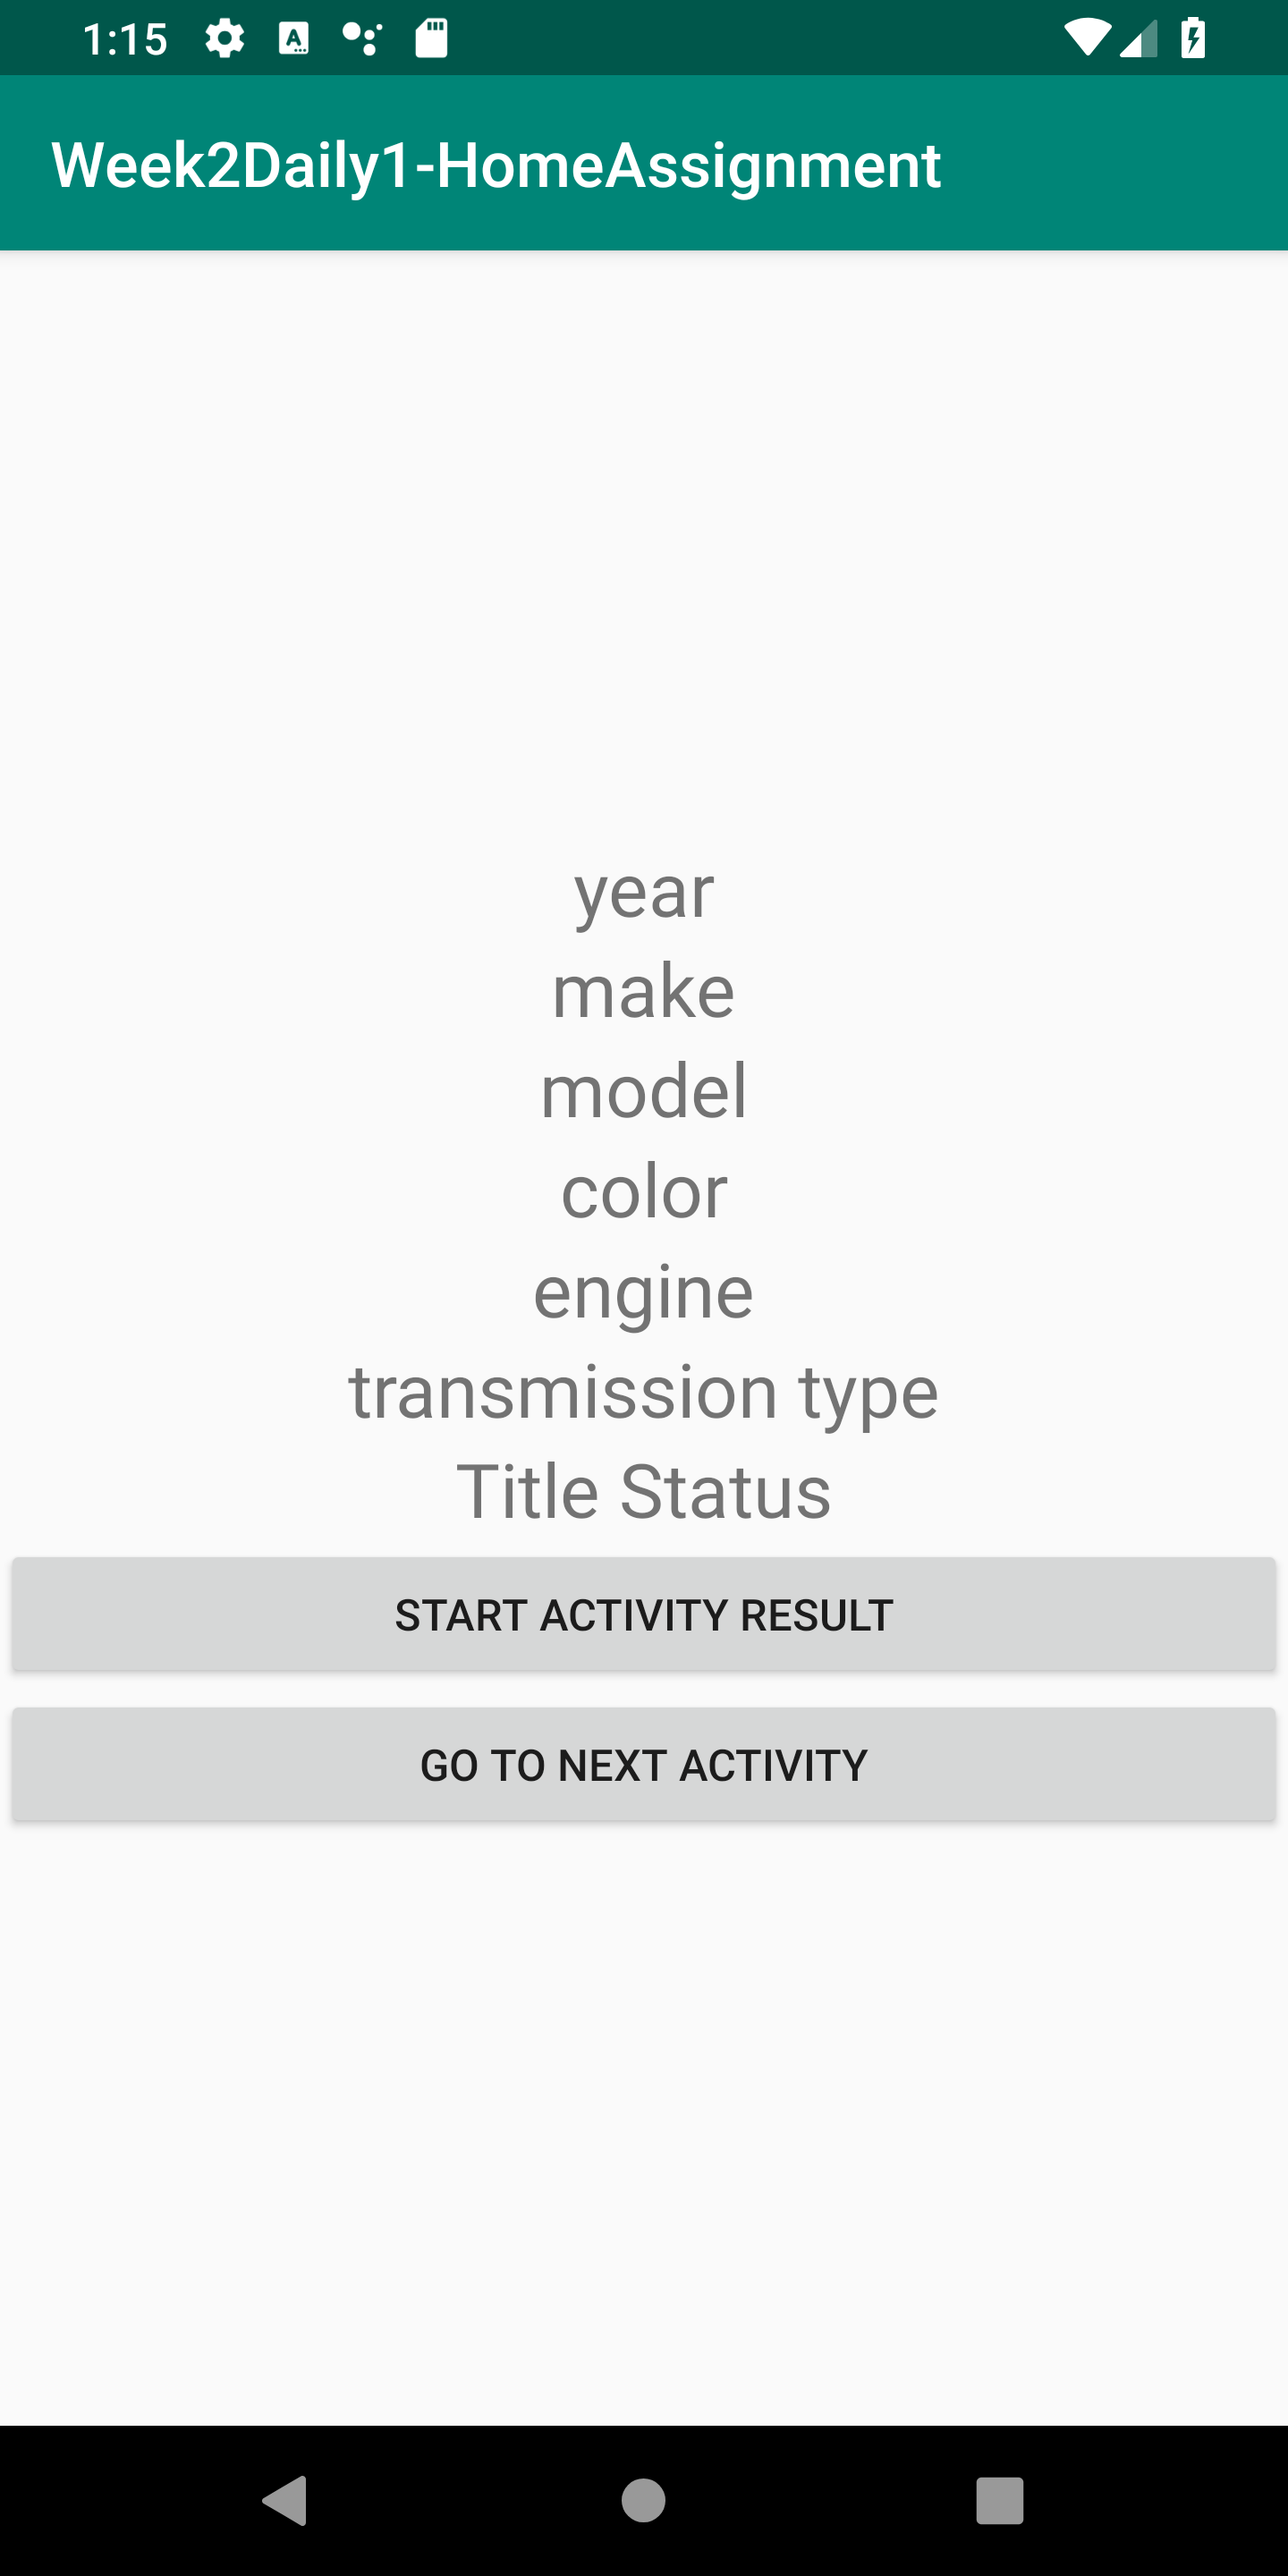 1:15
Week2Daily1-HomeAssignment
year
make
model
color
engine
transmission type
Title Status
START ACTIVITY RESULT
GO TO NEXT ACTIVITY